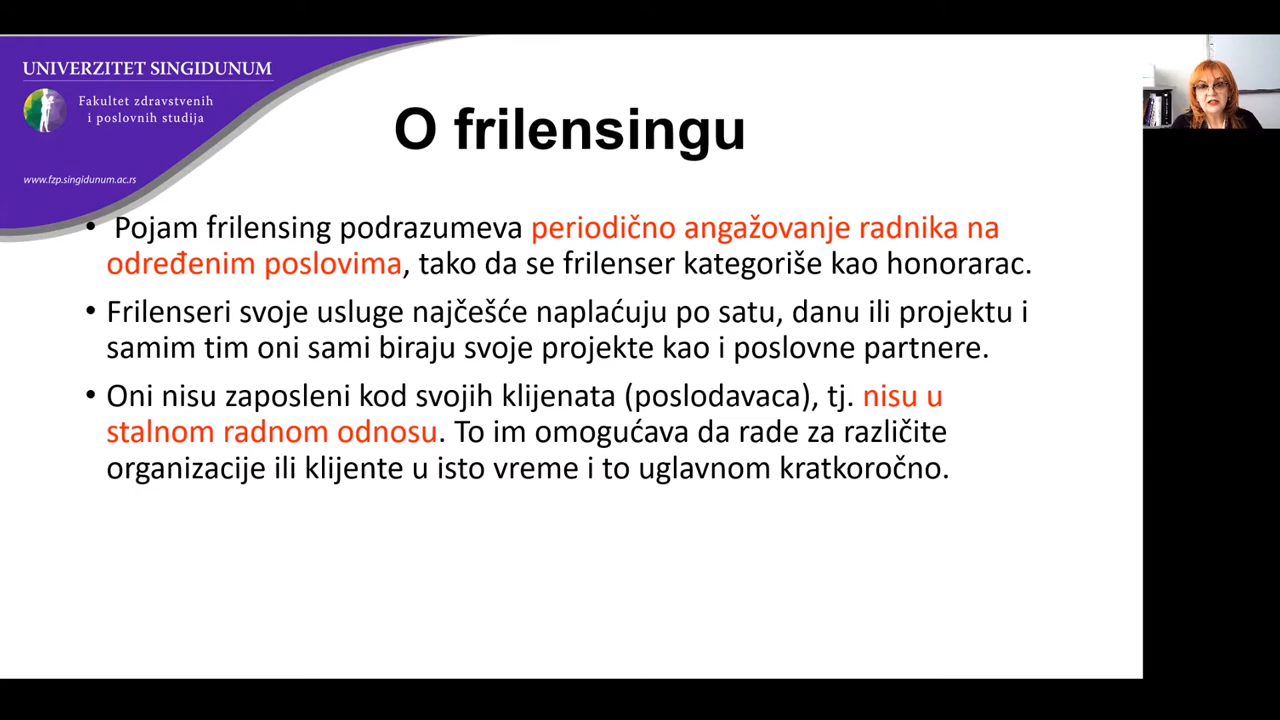 UNIVERZITET SINGIDUNUM
Fakultet zdravstvenih
i poslovnih studija
www.fzp.singidunum.ac.rs
O frilensingu
• Pojam frilensing podrazumeva periodično angažovanje radnika na
određenim poslovima, tako da se frilenser kategoriše kao honorarac.
• Frilenseri svoje usluge najčešće naplaćuju po satu, danu ili projektu i
samim tim oni sami biraju svoje projekte kao i poslovne partnere.
• Oni nisu zaposleni kod svojih klijenata (poslodavaca), tj. nisu u
stalnom radnom odnosu. To im omogućava da rade za različite
organizacije ili klijente u isto vreme i to uglavnom kratkoročno.